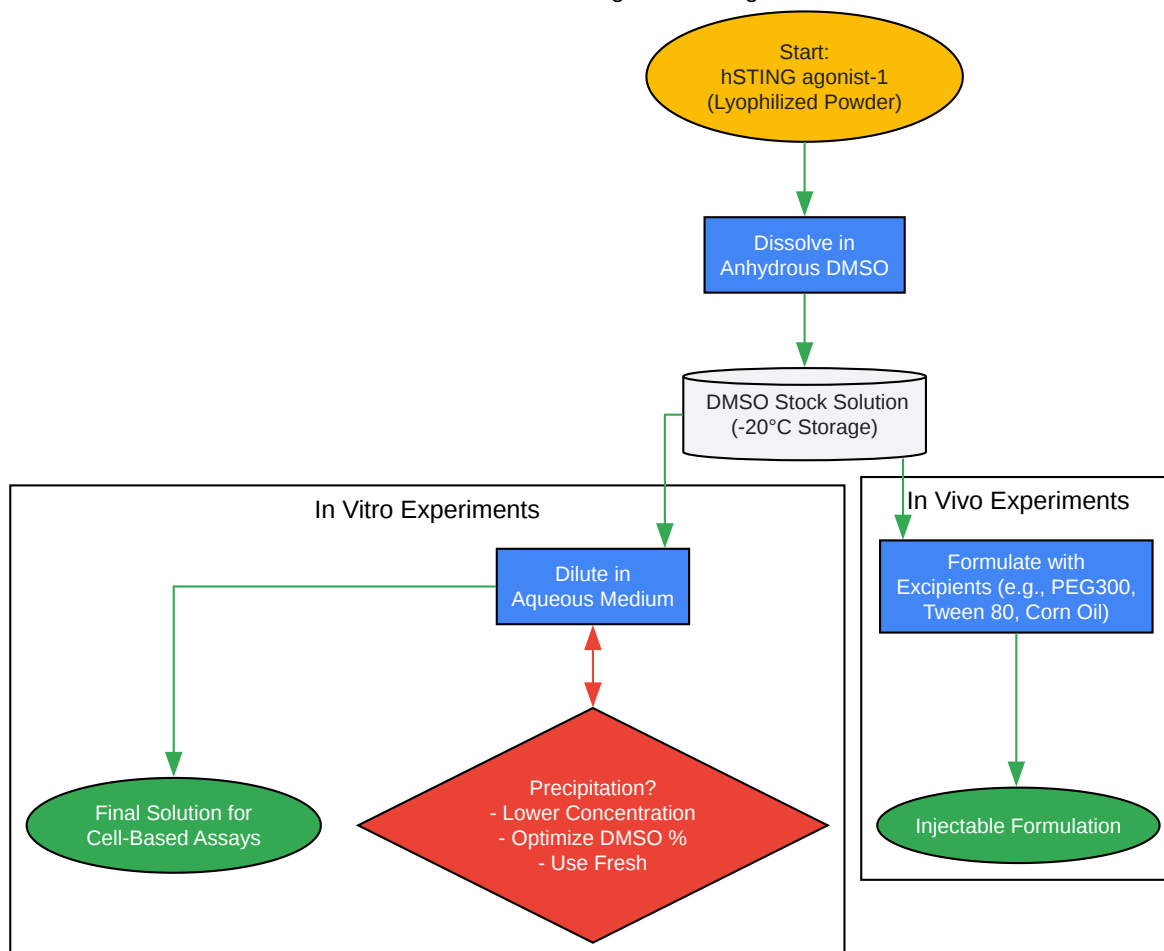 Start:
hSTING agonist-1
(Lyophilized Powder)
Dissolve in
Anhydrous DMSO
DMSO Stock Solution
(-20°C Storage)
In Vitro Experiments
In Vivo Experiments
Dilute in
Aqueous Medium
Formulate with
Excipients (e.g., PEG300,
Tween 80, Corn Oil)
Precipitation?
- Lower Concentration
- Optimize DMSO %
- Use Fresh
Final Solution for
Cell-Based Assays
Injectable Formulation